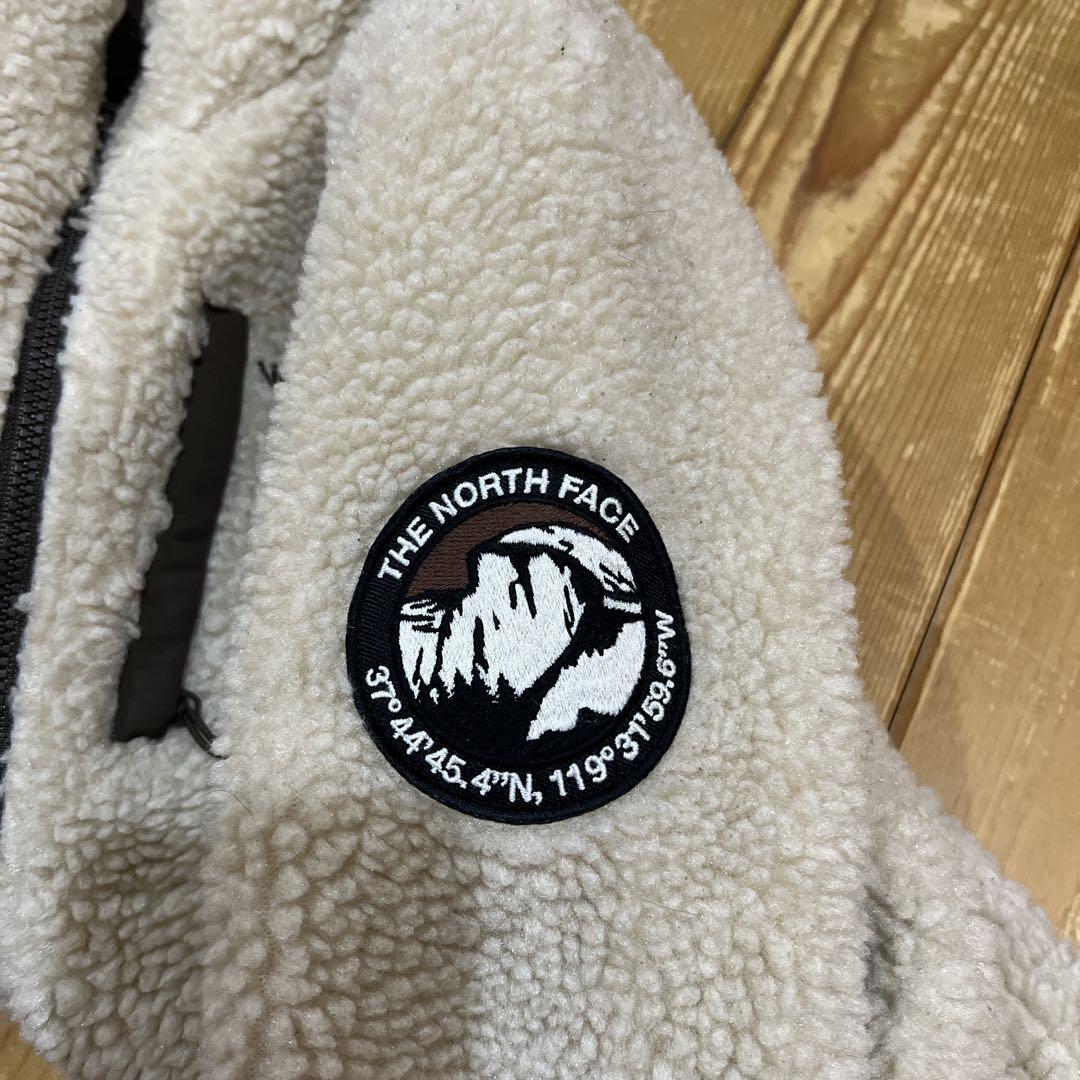 THE NORTH FACE
37°44'45.4"N, 119°31'59.6"W